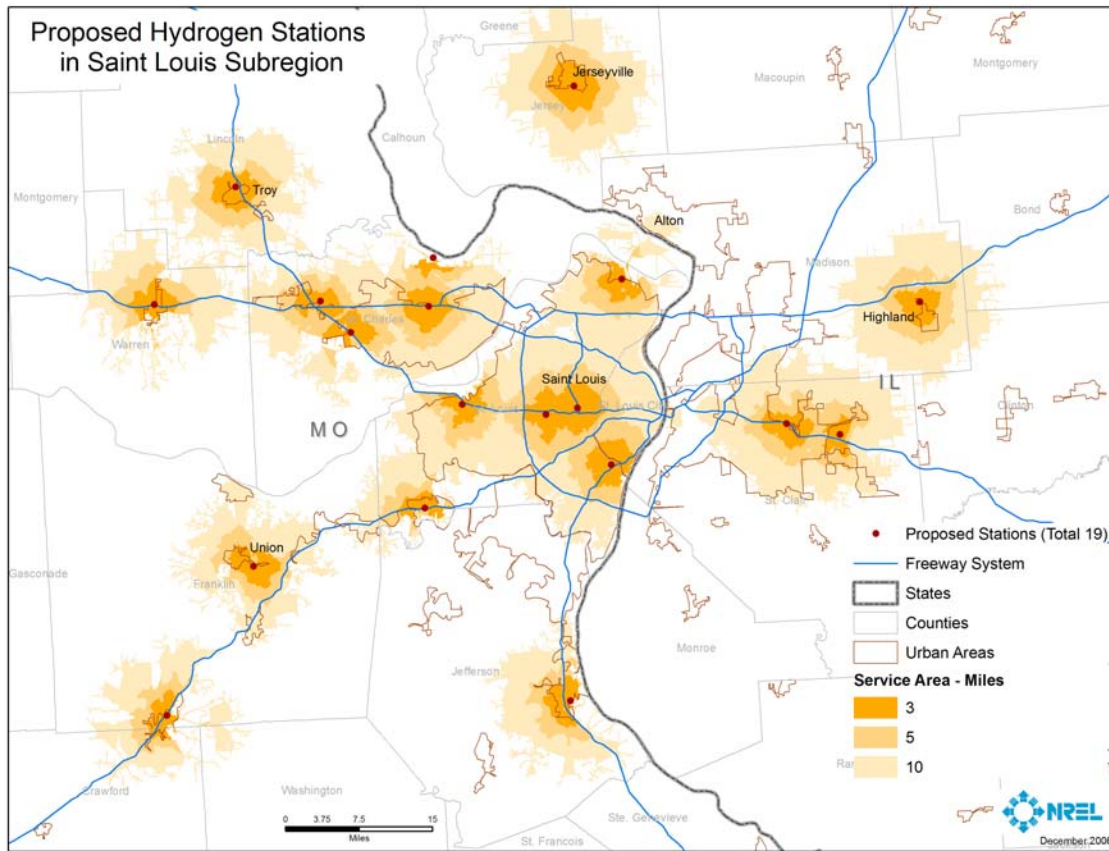 Proposed Hydrogen Stations
in Saint Louis Subregion
Greene
Montgomery
Macoupin
Jerseyville
Jersey
Calhoun
Lincoln
Troy
Montgomery
Alton
Bond
Madison
Highland
Charles
Warren
Saint Louis
St. Louis
IL
Clinton
MO
St. Clair
Union
Franklin
Gasconade
Jefferson
Monroe
Crawford
Washington
Ste. Genevieve
St. Francois
Proposed Stations (Total 19)
Freeway System
States
Counties
Urban Areas
Service Area - Miles
3
5
10
0 3.75 7.5 15
Miles
NREL
December 2006